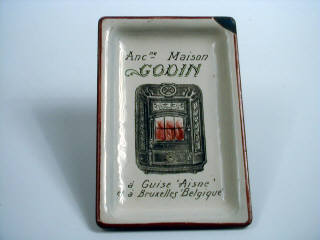 Anc.ne Maison
GODIN
à Guise "Aisne"
et à Bruxelles Belgique